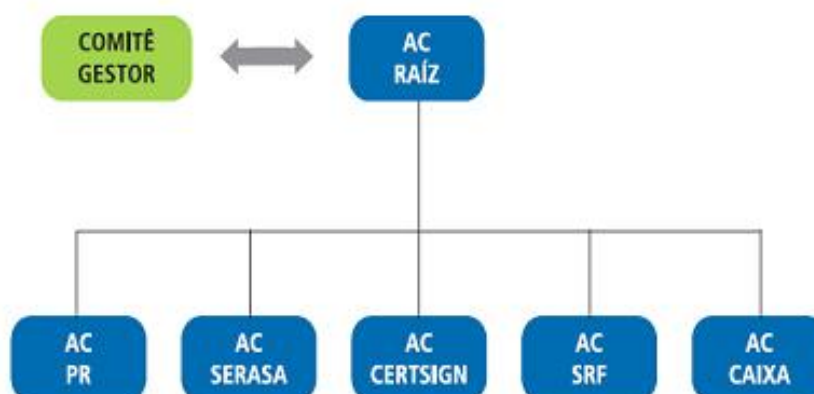 COMITÊ
GESTOR
AC
RAÍZ
AC
PR
AC
SERASA
AC
CERTSIGN
AC
SRF
AC
CAIXA